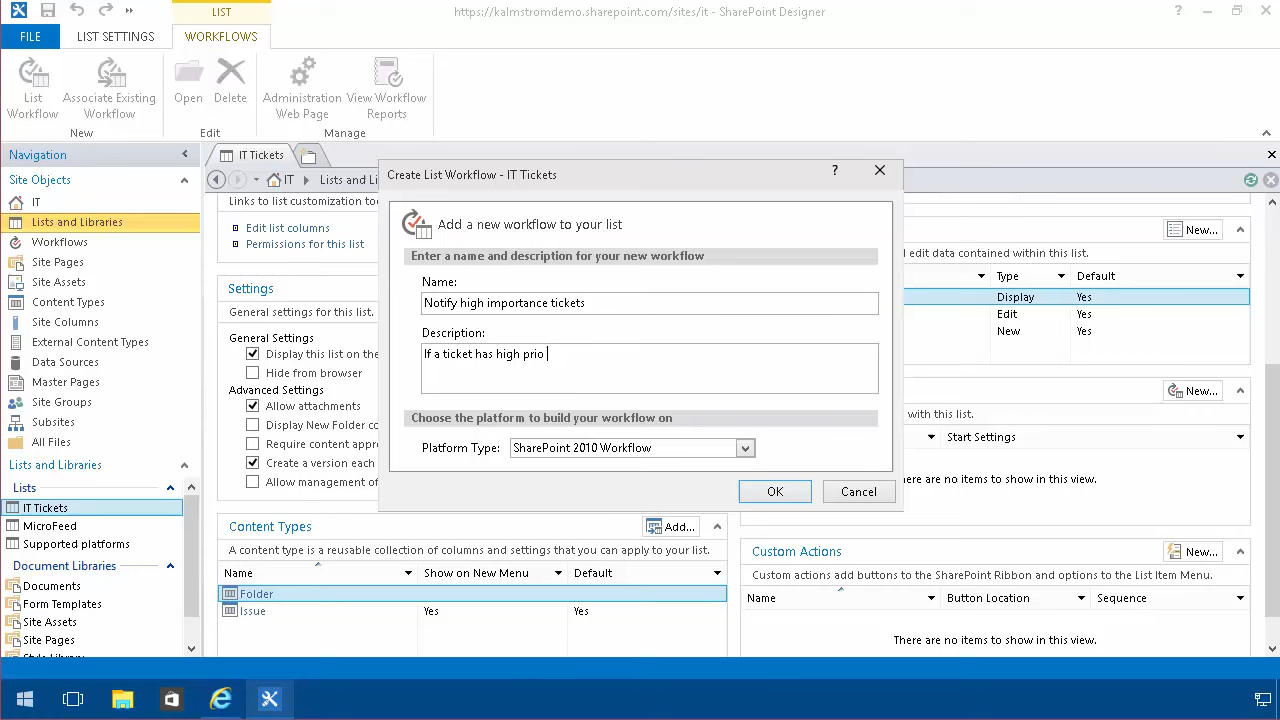 LIST
https://kalmstromdemo.sharepoint.com/sites/it - SharePoint Designer
FILE
LIST SETTINGS
WORKFLOWS
List Workflow
Associate Existing Workflow
New
Open
Delete
Edit
Administration Web Page
View Workflow Reports
Manage
Navigation
Site Objects
IT
Lists and Libraries
Workflows
Site Pages
Site Assets
Content Types
Site Columns
External Content Types
Data Sources
Master Pages
Site Groups
Subsites
All Files
Lists and Libraries
Lists
IT Tickets
MicroFeed
Supported platforms
Document Libraries
Documents
Form Templates
Site Assets
Site Pages
Style Library
IT Tickets
IT
Lists and Li
Links to list customization to
Edit list columns
Permissions for this list
Settings
General settings for this list.
General Settings
Display this list on the
Hide from browser
Advanced Settings
Allow attachments
Display New Folder co
Require content appr
Create a version each
Allow management of
Content Types
Add...
A content type is a reusable collection of columns and settings that you can apply to your list.
Name
Show on New Menu
Default
Folder
Issue
Yes
Yes
Create List Workflow - IT Tickets
?
Add a new workflow to your list
Enter a name and description for your new workflow
Name:
Notify high importance tickets
Description:
If a ticket has high prio
Choose the platform to build your workflow on
Platform Type:
SharePoint 2010 Workflow
OK
Cancel
New...
edit data contained within this list.
Type
Default
Display
Yes
Edit
Yes
New
Yes
New...
with this list.
Start Settings
here are no items to show in this view.
Custom Actions
New...
Custom actions add buttons to the SharePoint Ribbon and options to the List Item Menu.
Name
Button Location
Sequence
There are no items to show in this view.